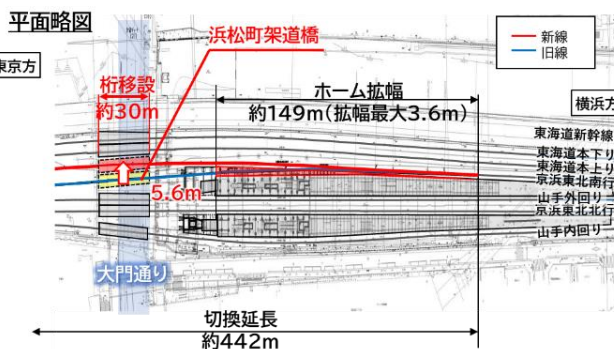 平面略図
浜松町架道橋
新線
旧線
東京方
桁移設
約30m
ホーム拡幅
約149m(拡幅最大3.6m)
横浜方
東海道新幹線
東海道本下り
東海道本上り
京浜東北南行
5.6m
山手外回り
京浜東北北行
山手内回り
大門通り
切換延長
約442m